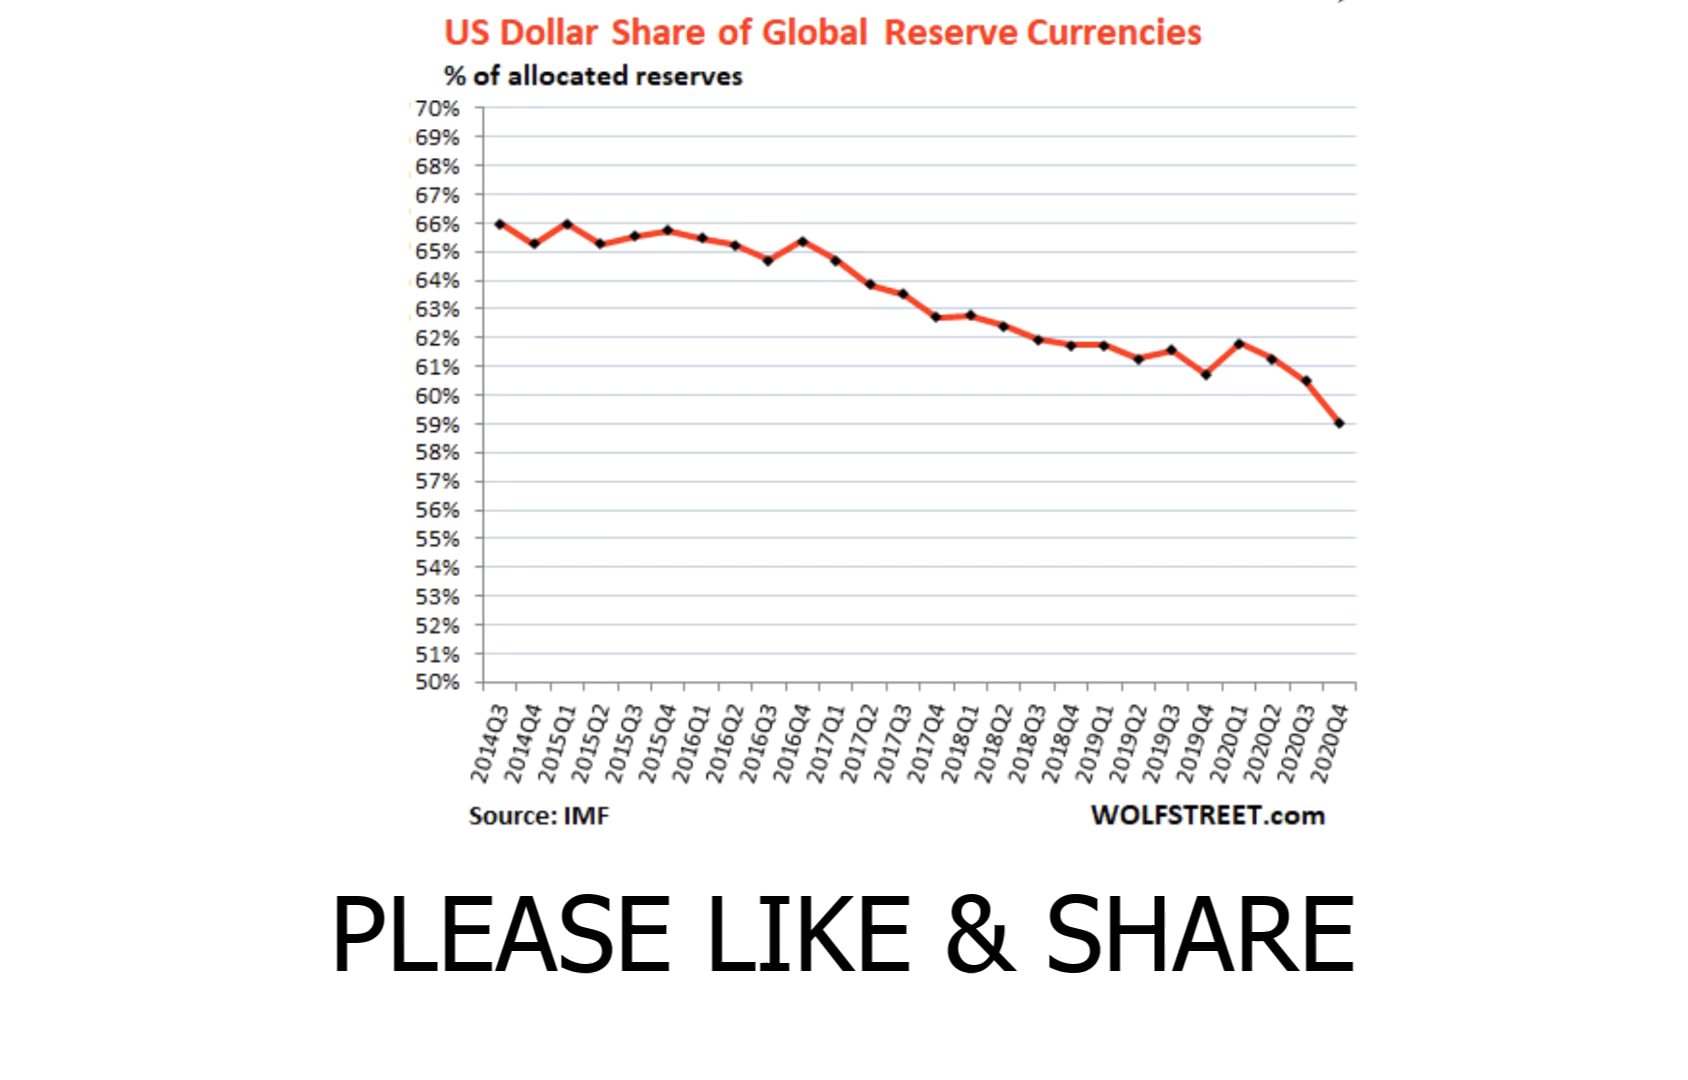 US Dollar Share of Global Reserve Currencies
% of allocated reserves
70%
69%
68%
67%
66%
65%
64%
63%
62%
61%
60%
59%
58%
57%
56%
55%
54%
53%
52%
51%
50%
2014Q3
2014Q4
2015Q1
2015Q2
2015Q3
2015Q4
2016Q1
2016Q2
2016Q3
2016Q4
2017Q1
2017Q2
2017Q3
2017Q4
2018Q1
2018Q2
2018Q3
2018Q4
2019Q1
2019Q2
2019Q3
2019Q4
2020Q1
2020Q2
2020Q3
2020Q4
Source: IMF
WOLFSTREET.com
PLEASE LIKE & SHARE